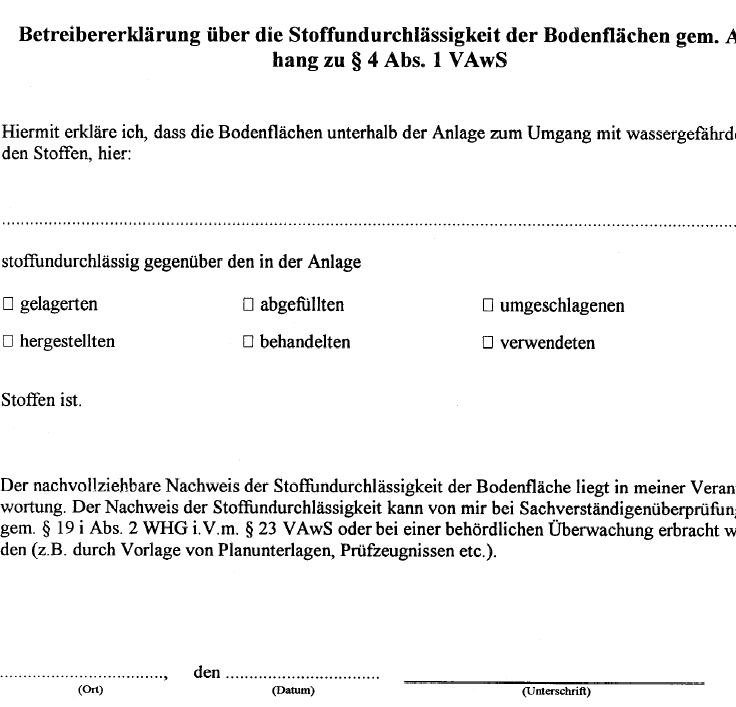 Betreibererklärung über die Stoffundurchlässigkeit der Bodenflächen gem. A
hang zu § 4 Abs. 1 VAwS
Hiermit erkläre ich, dass die Bodenflächen unterhalb der Anlage zum Umgang mit wassergefährde
den Stoffen, hier:
stoffundurchlässig gegenüber den in der Anlage
☐ gelagerten ☐ abgefüllten ☐ umgeschlagenen
☐ hergestellten ☐ behandelten ☐ verwendeten
Stoffen ist.
Der nachvollziehbare Nachweis der Stoffundurchlässigkeit der Bodenfläche liegt in meiner Veran
wortung. Der Nachweis der Stoffundurchlässigkeit kann von mir bei Sachverständigenüberprüfung
gem. § 19 i Abs. 2 WHG i.V.m. § 23 VAwS oder bei einer behördlichen Überwachung erbracht w
den (z.B. durch Vorlage von Planunterlagen, Prüfzeugnissen etc.).
...................................., den ..................................
(Ort) (Datum) (Unterschrift)